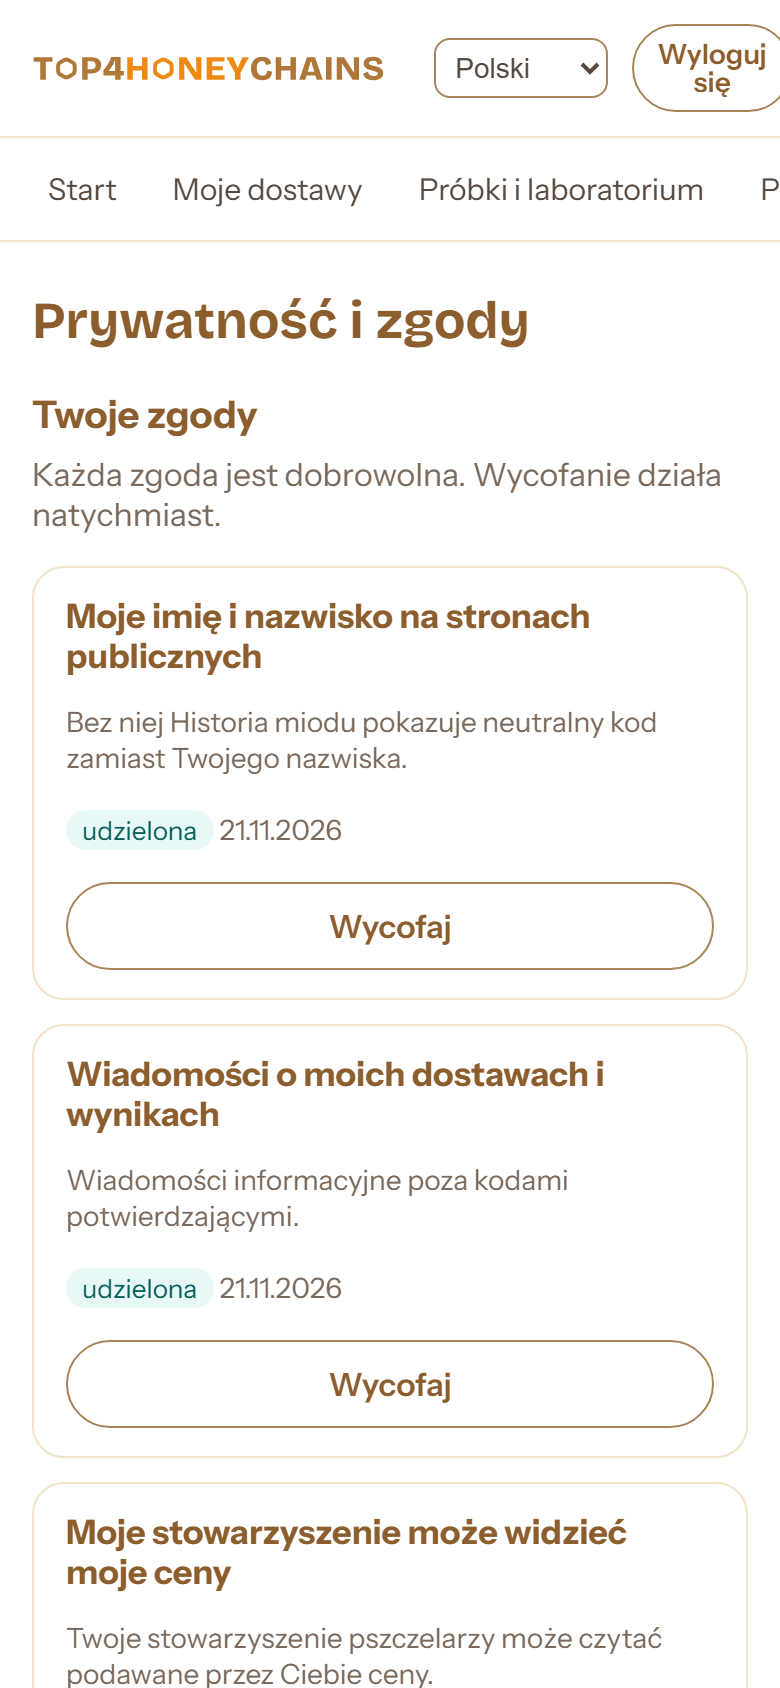 TOP4HONEYCHAINS
Polski
Wyloguj
się
Start Moje dostawy Próbki i laboratorium P
Prywatność i zgody
Twoje zgody
Każda zgoda jest dobrowolna. Wycofanie działa
natychmiast.
Moje imię i nazwisko na stronach
publicznych
Bez niej Historia miodu pokazuje neutralny kod
zamiast Twojego nazwiska.
udzielona 21.11.2026
Wycofaj
Wiadomości o moich dostawach i
wynikach
Wiadomości informacyjne poza kodami
potwierdzającymi.
udzielona 21.11.2026
Wycofaj
Moje stowarzyszenie może widzieć
moje ceny
Twoje stowarzyszenie pszczelarzy może czytać
podawane przez Ciebie ceny.